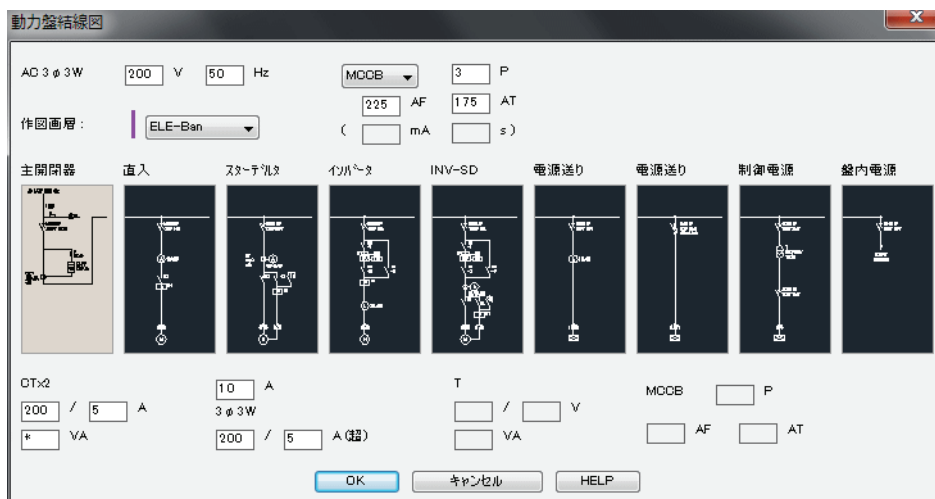 動力盤結線図
AC 3 φ 3W 200 V 50 Hz MCCB 3 P
225 AF 175 AT
作図画層 : ELE-Ban ( mA s )
主開閉器 直入 スターデルタ インバータ INV-SD 電源送り 電源送り 制御電源 盤内電源
CTx2 10 A T MCCB P
200 / 5 A 3 φ 3W / V
* VA 200 / 5 A (超) VA AF AT
OK キャンセル HELP